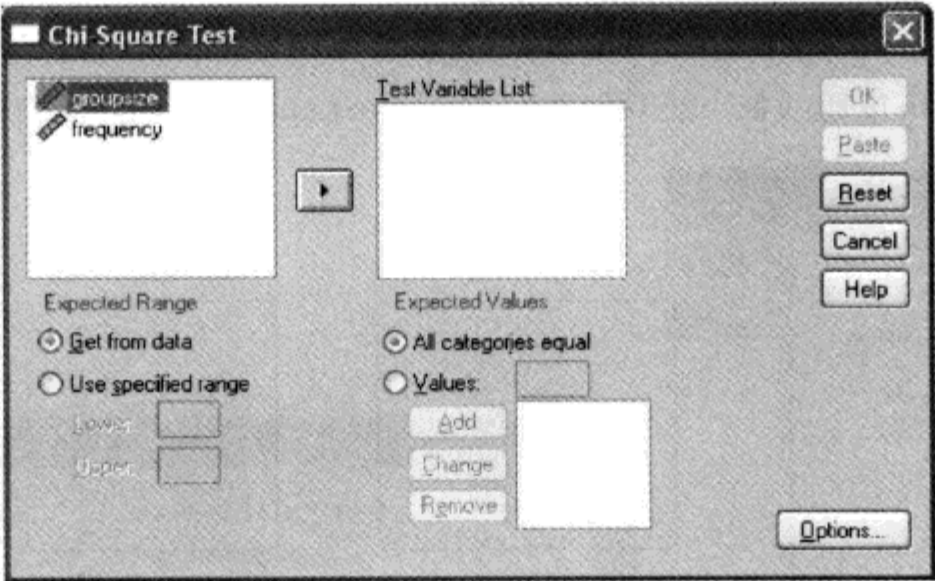 Chi-Square Test
groupsize
frequency
Test Variable List:
OK
Paste
Reset
Cancel
Help
Expected Range
Get from data
Use specified range
Lower:
Upper:
Expected Values
All categories equal
Values:
Add
Change
Remove
Options...